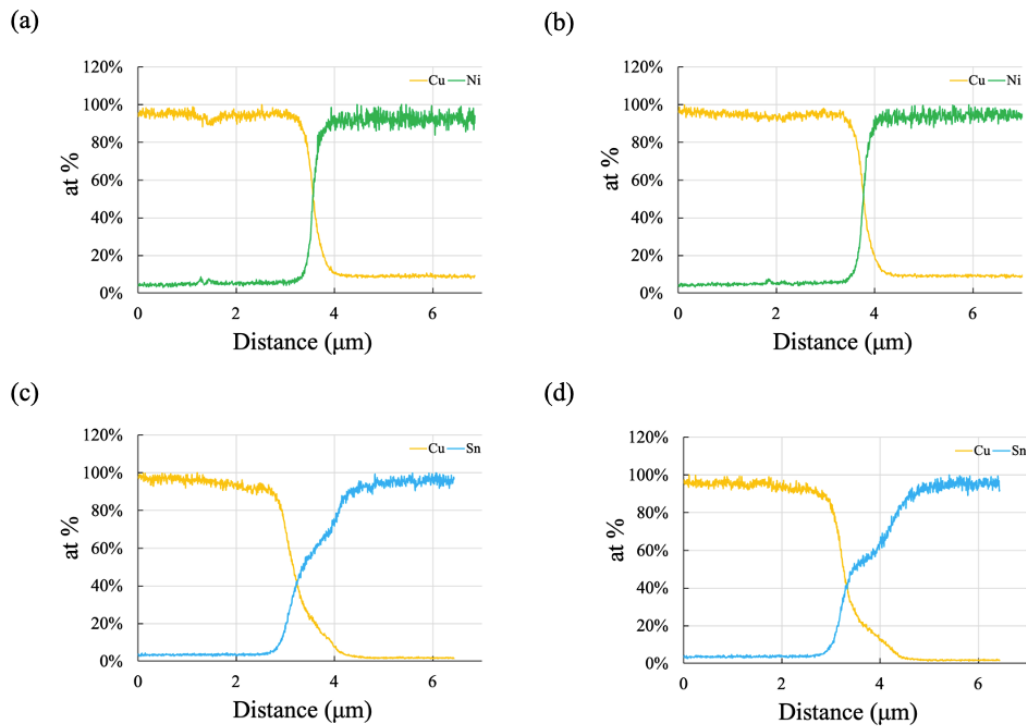 (a)
120%
100%
80%
60%
40%
20%
0%
at %
Cu Ni
0 2 4 6
Distance (μm)
(b)
120%
100%
80%
60%
40%
20%
0%
at %
Cu Ni
0 2 4 6
Distance (μm)
(c)
120%
100%
80%
60%
40%
20%
0%
at %
Cu Sn
0 2 4 6
Distance (μm)
(d)
120%
100%
80%
60%
40%
20%
0%
at %
Cu Sn
0 2 4 6
Distance (μm)